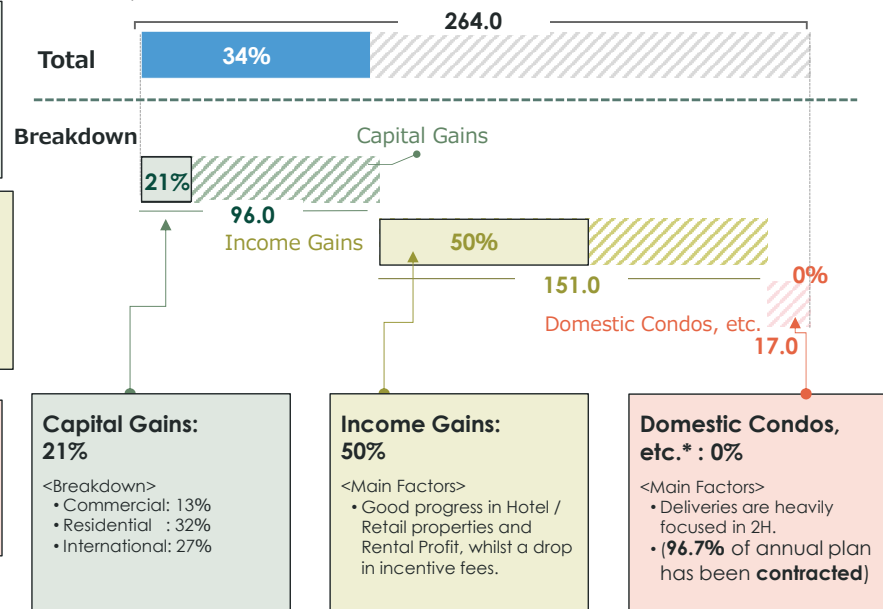 264.0
Total
34%
Breakdown
Capital Gains
21%
96.0
Income Gains
50%
151.0
0%
Domestic Condos, etc.
17.0
Capital Gains:
21%
<Breakdown>
• Commercial: 13%
• Residential : 32%
• International: 27%
Income Gains:
50%
<Main Factors>
• Good progress in Hotel /
Retail properties and
Rental Profit, whilst a drop
in incentive fees.
Domestic Condos,
etc.* : 0%
<Main Factors>
• Deliveries are heavily
focused in 2H.
• (96.7% of annual plan
has been contracted)